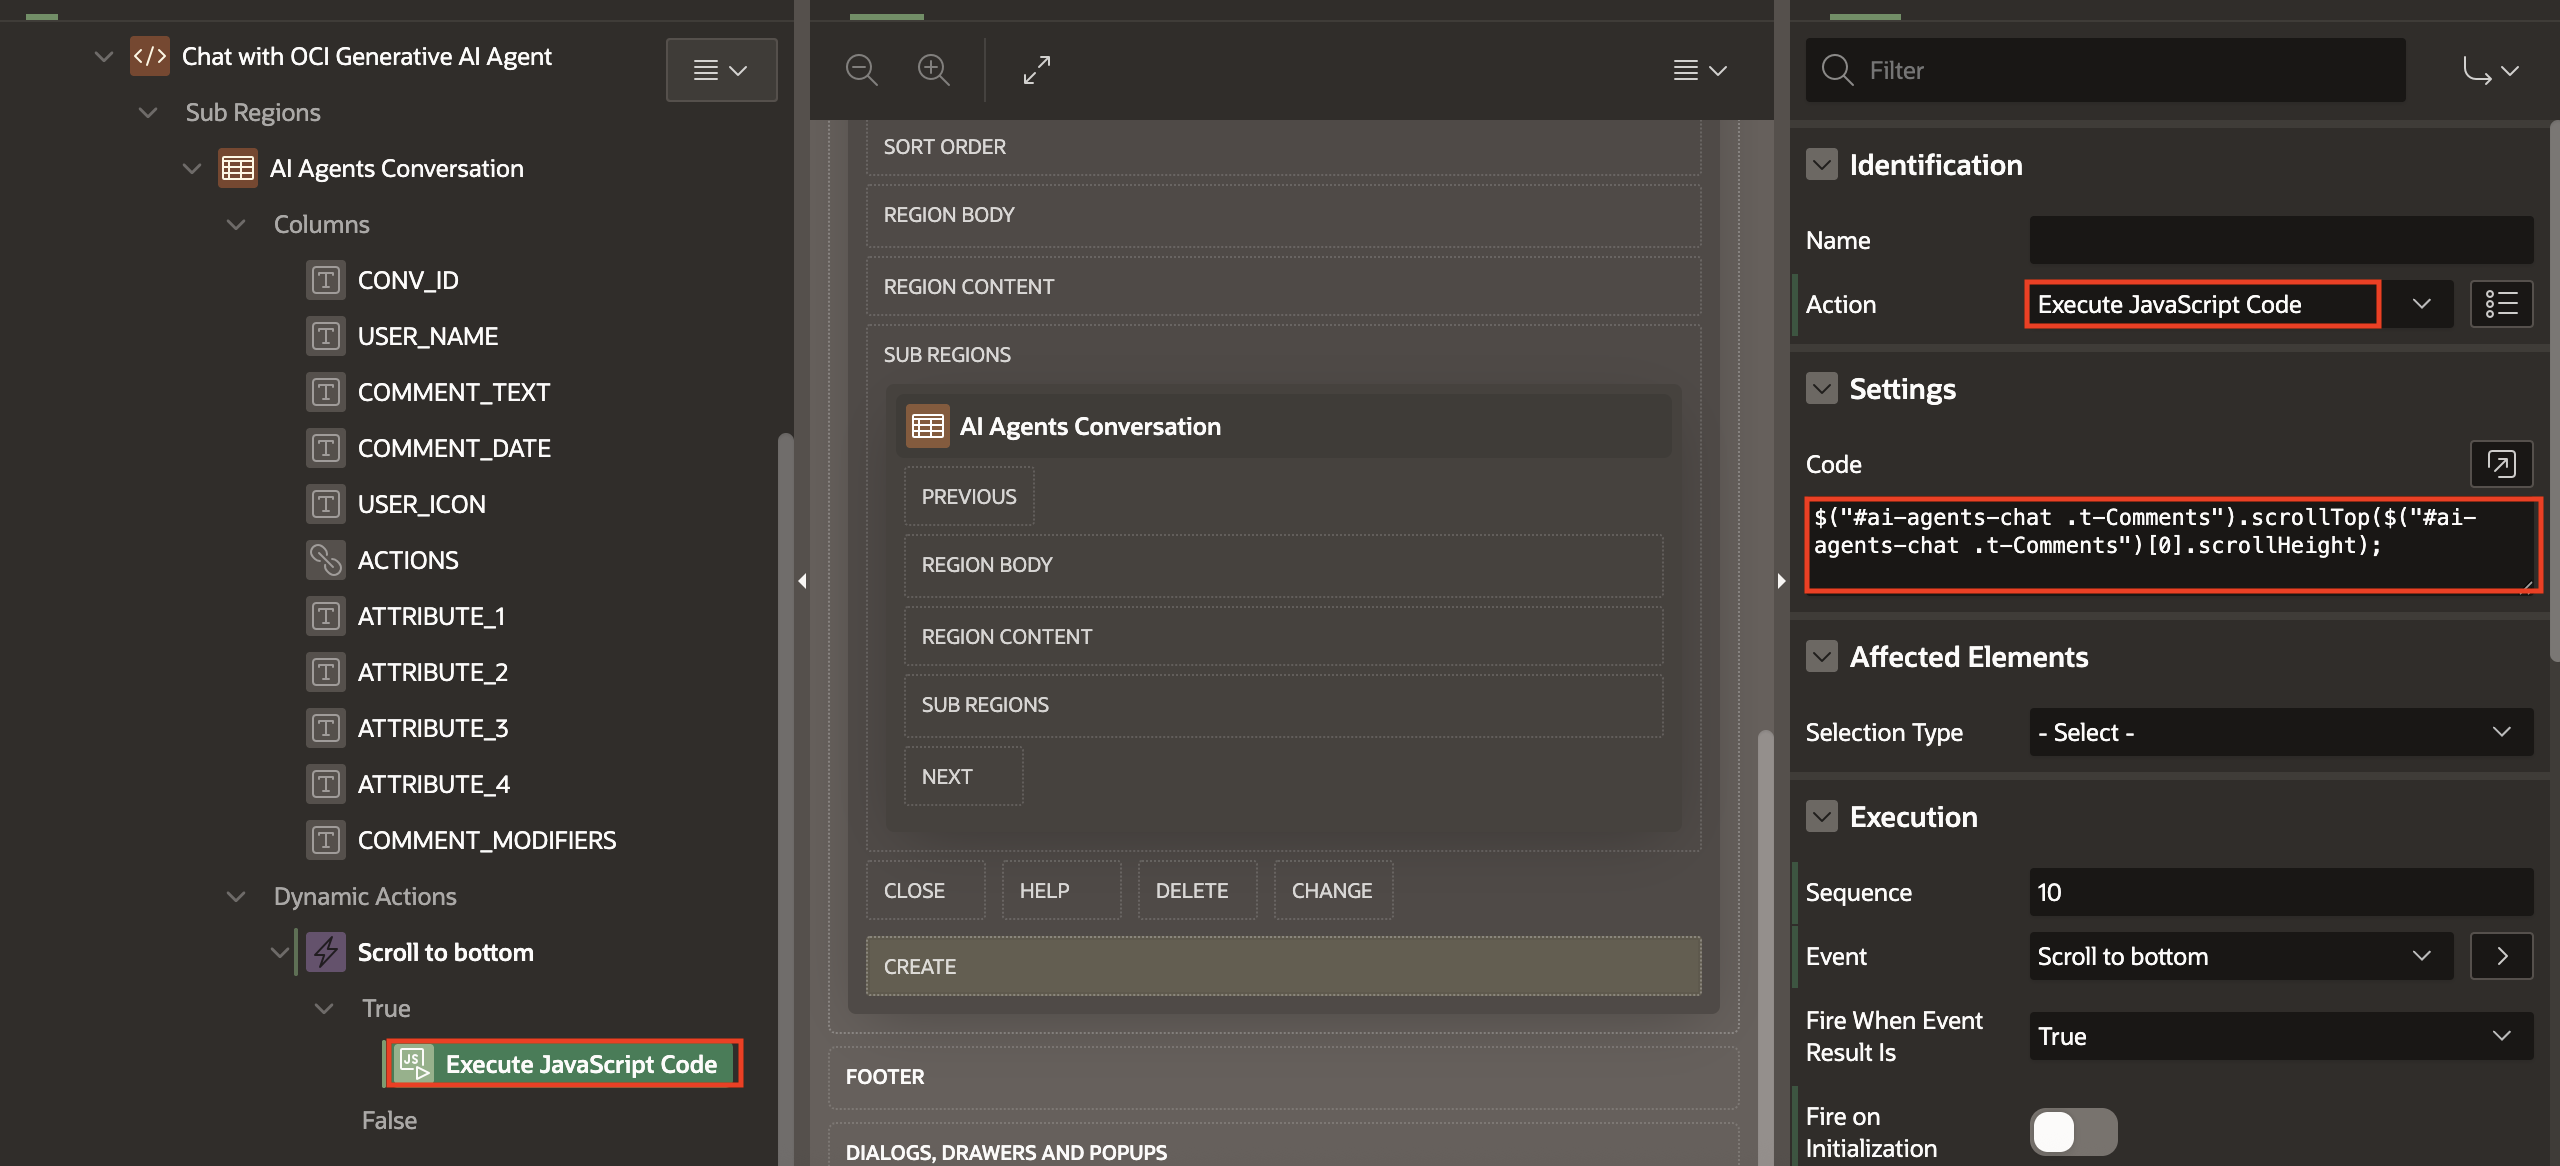 Chat with OCI Generative AI Agent
Sub Regions
AI Agents Conversation
Columns
CONV_ID
USER_NAME
COMMENT_TEXT
COMMENT_DATE
USER_ICON
ACTIONS
ATTRIBUTE_1
ATTRIBUTE_2
ATTRIBUTE_3
ATTRIBUTE_4
COMMENT_MODIFIERS
Dynamic Actions
Scroll to bottom
True
JS
Execute JavaScript Code
False
SORT ORDER
REGION BODY
REGION CONTENT
SUB REGIONS
AI Agents Conversation
PREVIOUS
REGION BODY
REGION CONTENT
SUB REGIONS
NEXT
CLOSE HELP DELETE CHANGE
CREATE
FOOTER
DIALOGS, DRAWERS AND POPUPS
Filter
Identification
Name
Action Execute JavaScript Code
Settings
Code
$("#ai-agents-chat .t-Comments").scrollTop($("#ai-
agents-chat .t-Comments")[0].scrollHeight);
Affected Elements
Selection Type - Select -
Execution
Sequence 10
Event Scroll to bottom
Fire When Event
Result Is True
Fire on
Initialization